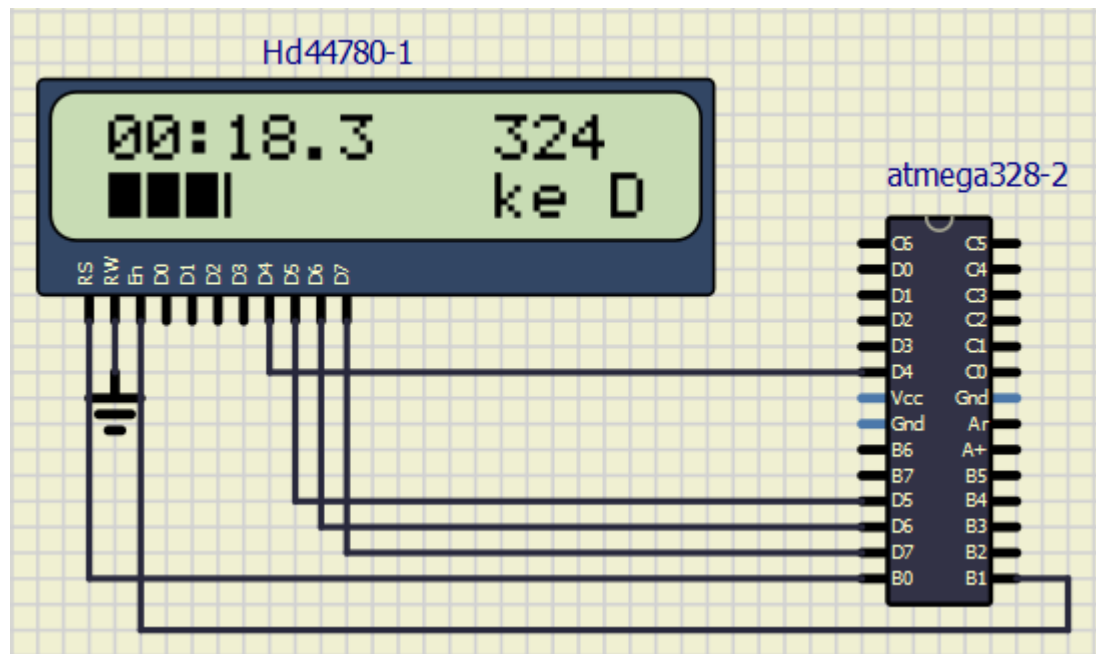 Hd44780-1
00:18.3 324
ke D
RS RW En D0 D1 D2 D3 D4 D5 D6 D7
atmega328-2
C6 C5
D0 C4
D1 C3
D2 C2
D3 C1
D4 C0
Vcc Gnd
Gnd Ar
B6 A+
B7 B5
D5 B4
D6 B3
D7 B2
B0 B1